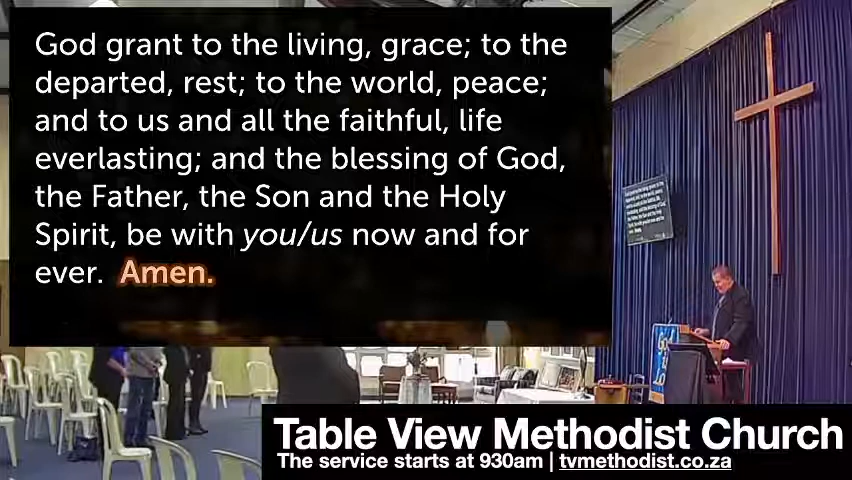 God grant to the living, grace; to the
departed, rest; to the world, peace;
and to us and all the faithful, life
everlasting; and the blessing of God,
the Father, the Son and the Holy
Spirit, be with you/us now and for
ever. Amen.
Table View Methodist Church
The service starts at 930am | tvmethodist.co.za